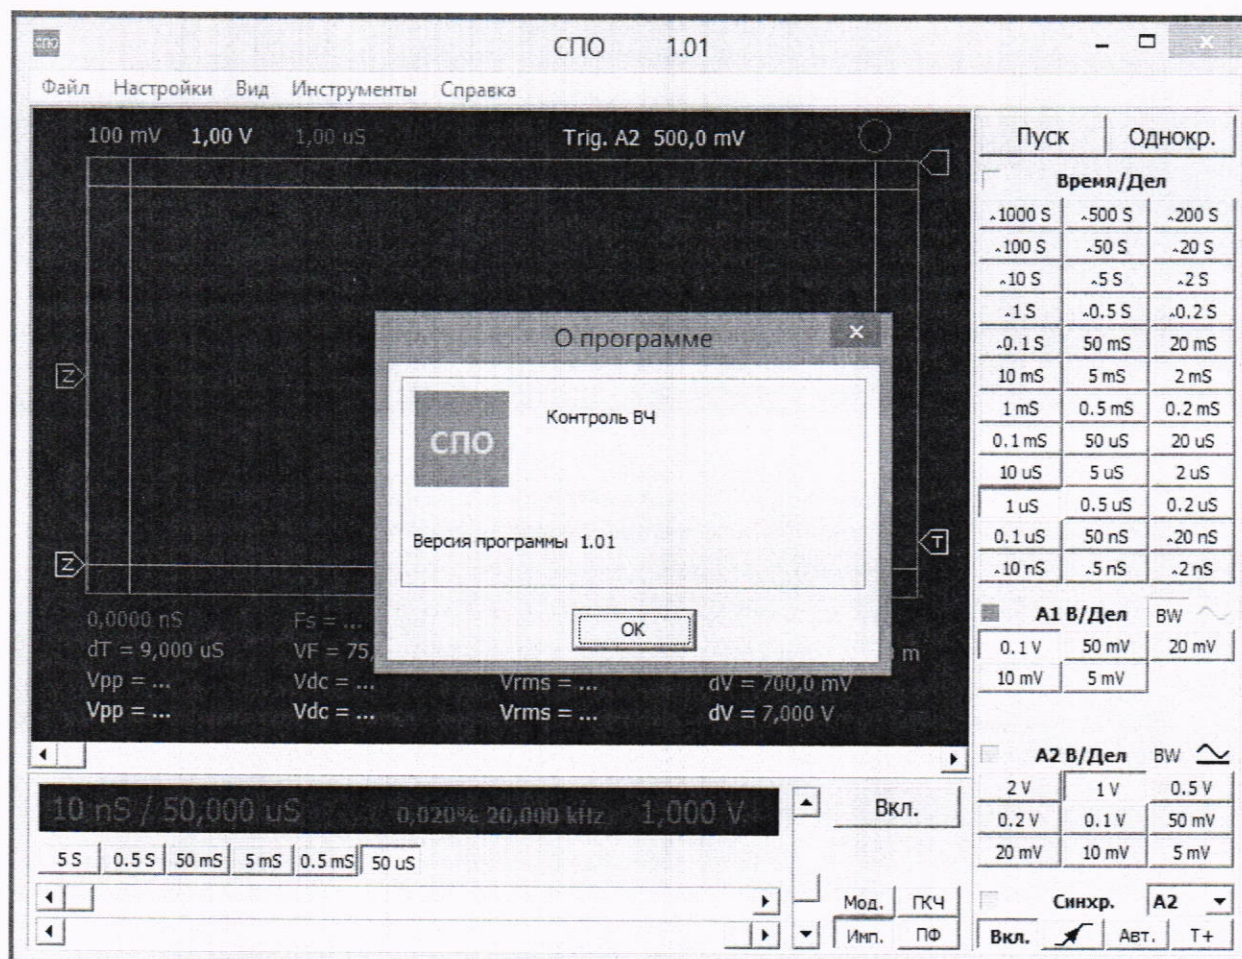 СПО
СПО 1.01
Файл Настройки Вид Инструменты Справка
100 mV 1,00 V 1,00 uS Trig. A2 500,0 mV
Пуск Однокр.
Время/Дел
1000 S 500 S 200 S
100 S 50 S 20 S
10 S 5 S 2 S
1 S 0.5 S 0.2 S
0.1 S 50 mS 20 mS
10 mS 5 mS 2 mS
1 mS 0.5 mS 0.2 mS
0.1 mS 50 uS 20 uS
10 uS 5 uS 2 uS
1 uS 0.5 uS 0.2 uS
0.1 uS 50 nS 20 nS
10 nS 5 nS 2 nS
Z
Z
T
О программе
СПО
Контроль ВЧ
Версия программы 1.01
OK
0,0000 nS Fs = ...
dT = 9,000 uS VF = 75, m
Vpp = ... Vdc = ... Vrms = ... dV = 700,0 mV
Vpp = ... Vdc = ... Vrms = ... dV = 7,000 V
A1 В/Дел BW
0.1 V 50 mV 20 mV
10 mV 5 mV
A2 В/Дел BW
2 V 1 V 0.5 V
0.2 V 0.1 V 50 mV
20 mV 10 mV 5 mV
Синхр. A2
Вкл. Авт. T+
10 nS / 50,000 uS 0,020% 20,000 kHz 1,000 V
Вкл.
5 S 0.5 S 50 mS 5 mS 0.5 mS 50 uS
Мод. ГКЧ
Имп. ПФ